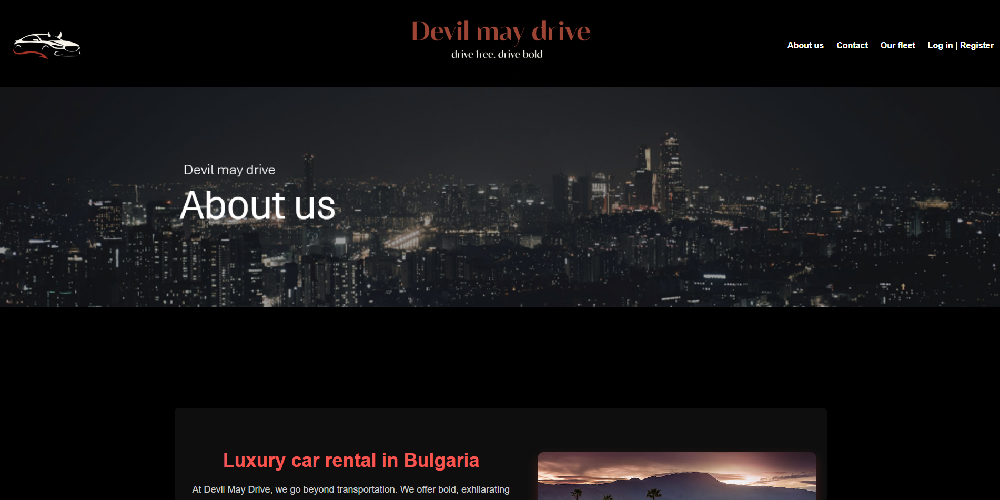 Devil may drive
drive free. drive bold
About us Contact Our fleet Log in | Register
Devil may drive
About us
Luxury car rental in Bulgaria
At Devil May Drive, we go beyond transportation. We offer bold, exhilarating